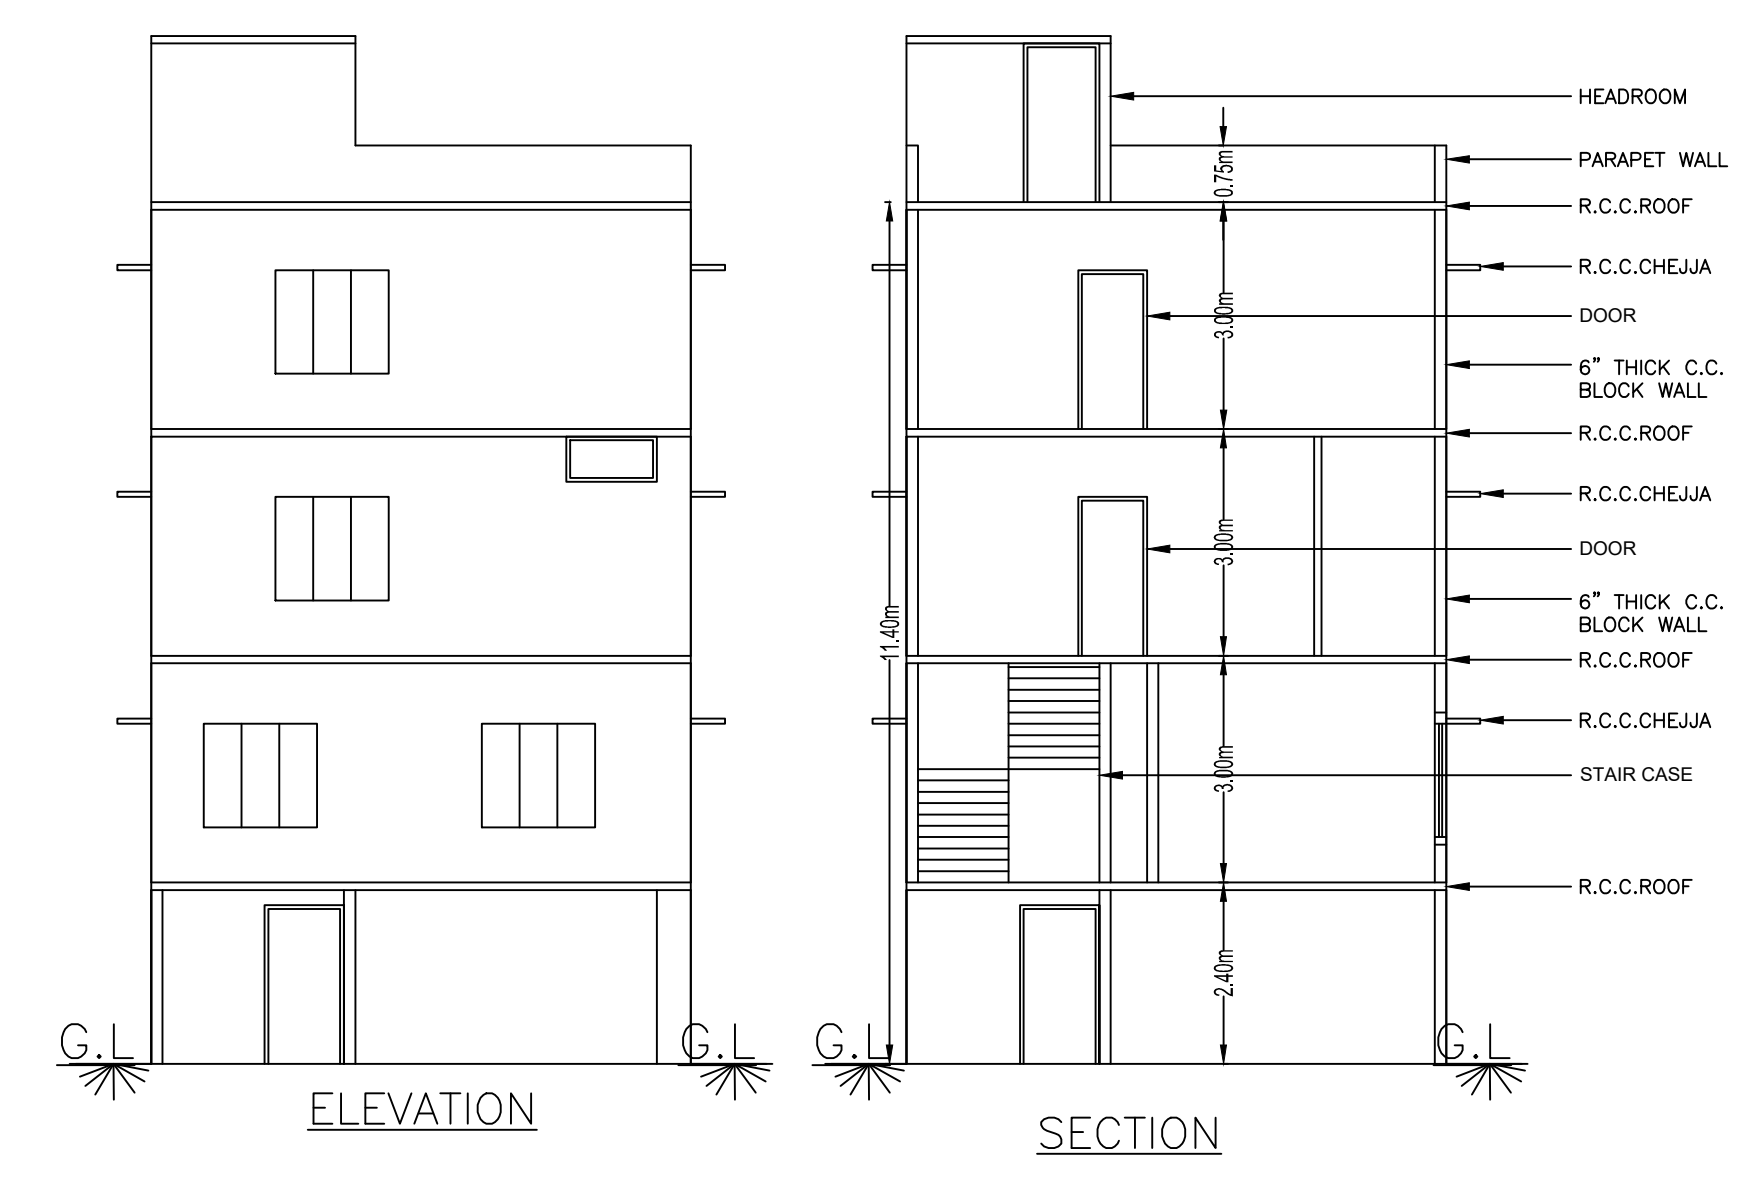 HEADROOM
0.75m
PARAPET WALL
R.C.C.ROOF
R.C.C.CHEJJA
3.00m
DOOR
6” THICK C.C.
BLOCK WALL
R.C.C.ROOF
R.C.C.CHEJJA
3.00m
DOOR
11.40m
6” THICK C.C.
BLOCK WALL
R.C.C.ROOF
R.C.C.CHEJJA
3.00m
STAIR CASE
R.C.C.ROOF
2.40m
G.L
G.L
G.L
G.L
ELEVATION
SECTION